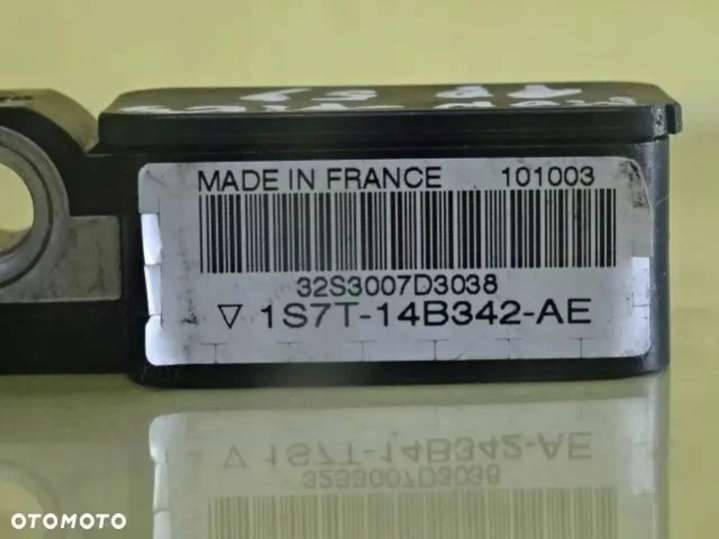 MADE IN FRANCE 101003
32S3007D3038
▽ 1S7T-14B342-AE
OTOMOTO